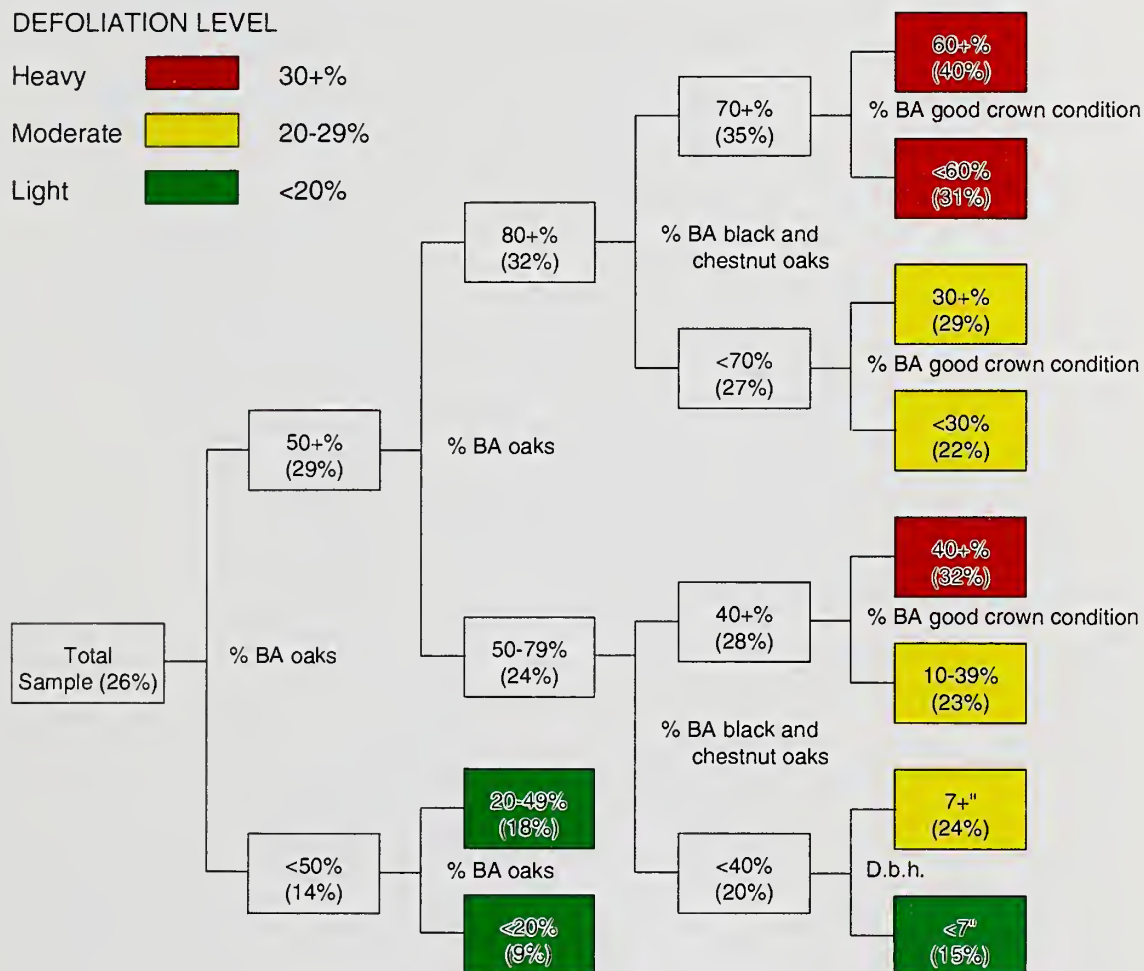 DEFOLIATION LEVEL
Heavy 30+%
Moderate 20-29%
Light <20%
Total
Sample (26%)
% BA oaks
50+%
(29%)
<50%
(14%)
% BA oaks
80+%
(32%)
50-79%
(24%)
% BA oaks
20-49%
(18%)
<20%
(9%)
% BA black and
chestnut oaks
70+%
(35%)
<70%
(27%)
% BA black and
chestnut oaks
40+%
(28%)
<40%
(20%)
60+%
(40%)
% BA good crown condition
<60%
(31%)
30+%
(29%)
% BA good crown condition
<30%
(22%)
40+%
(32%)
% BA good crown condition
10-39%
(23%)
7+"
(24%)
D.b.h.
<7"
(15%)